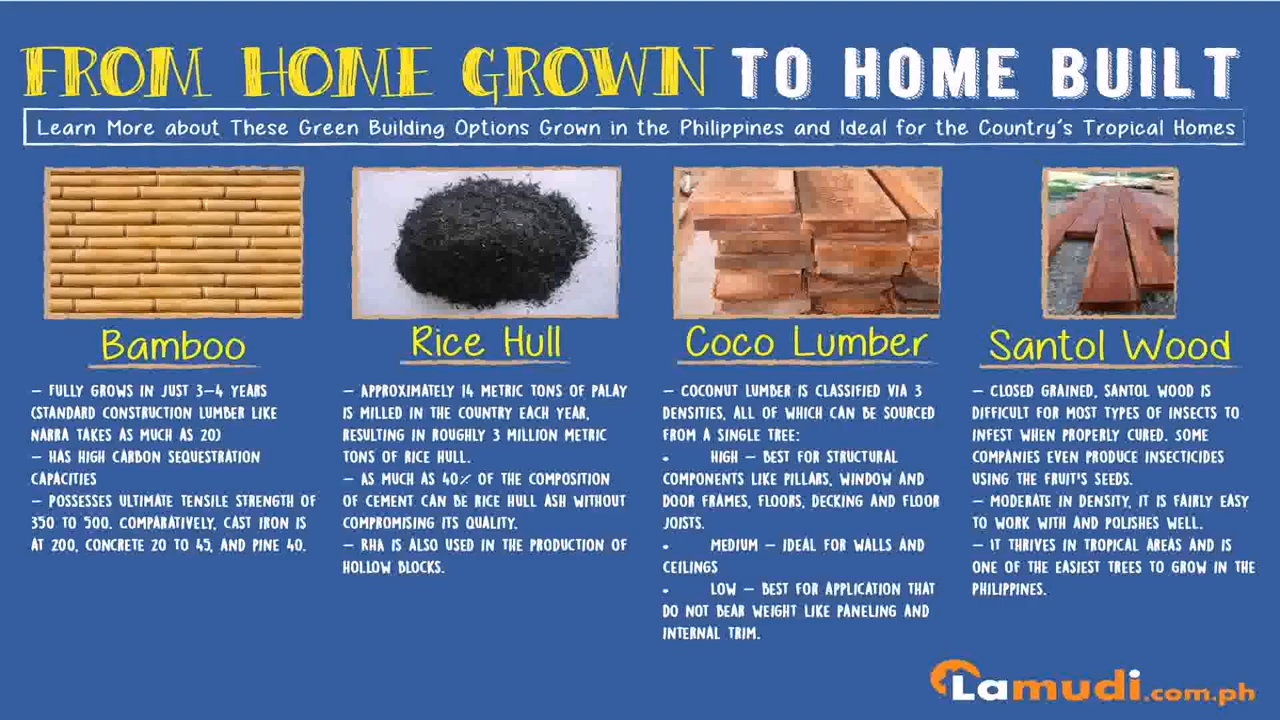 FROM HOME GROWN TO HOME BUILT
Learn More about These Green Building Options Grown in the Philippines and Ideal for the Country's Tropical Homes
Bamboo
– FULLY GROWS IN JUST 3–4 YEARS
(STANDARD CONSTRUCTION LUMBER LIKE
NARRA TAKES AS MUCH AS 20)
– HAS HIGH CARBON SEQUESTRATION
CAPACITIES
– POSSESSES ULTIMATE TENSILE STRENGTH OF
350 TO 500. COMPARATIVELY, CAST IRON IS
AT 200, CONCRETE 20 TO 45, AND PINE 40.
Rice Hull
– APPROXIMATELY 14 METRIC TONS OF PALAY
IS MILLED IN THE COUNTRY EACH YEAR,
RESULTING IN ROUGHLY 3 MILLION METRIC
TONS OF RICE HULL.
– AS MUCH AS 40% OF THE COMPOSITION
OF CEMENT CAN BE RICE HULL ASH WITHOUT
COMPROMISING ITS QUALITY.
– RHA IS ALSO USED IN THE PRODUCTION OF
HOLLOW BLOCKS.
Coco Lumber
– COCONUT LUMBER IS CLASSIFIED VIA 3
DENSITIES, ALL OF WHICH CAN BE SOURCED
FROM A SINGLE TREE:
• HIGH – BEST FOR STRUCTURAL
COMPONENTS LIKE PILLARS, WINDOW AND
DOOR FRAMES, FLOORS, DECKING AND FLOOR
JOISTS.
• MEDIUM – IDEAL FOR WALLS AND
CEILINGS
• LOW – BEST FOR APPLICATION THAT
DO NOT BEAR WEIGHT LIKE PANELING AND
INTERNAL TRIM.
Santol Wood
– CLOSED GRAINED, SANTOL WOOD IS
DIFFICULT FOR MOST TYPES OF INSECTS TO
INFEST WHEN PROPERLY CURED. SOME
COMPANIES EVEN PRODUCE INSECTICIDES
USING THE FRUIT'S SEEDS.
– MODERATE IN DENSITY, IT IS FAIRLY EASY
TO WORK WITH AND POLISHES WELL.
– IT THRIVES IN TROPICAL AREAS AND IS
ONE OF THE EASIEST TREES TO GROW IN THE
PHILIPPINES.
Lamudi.com.ph